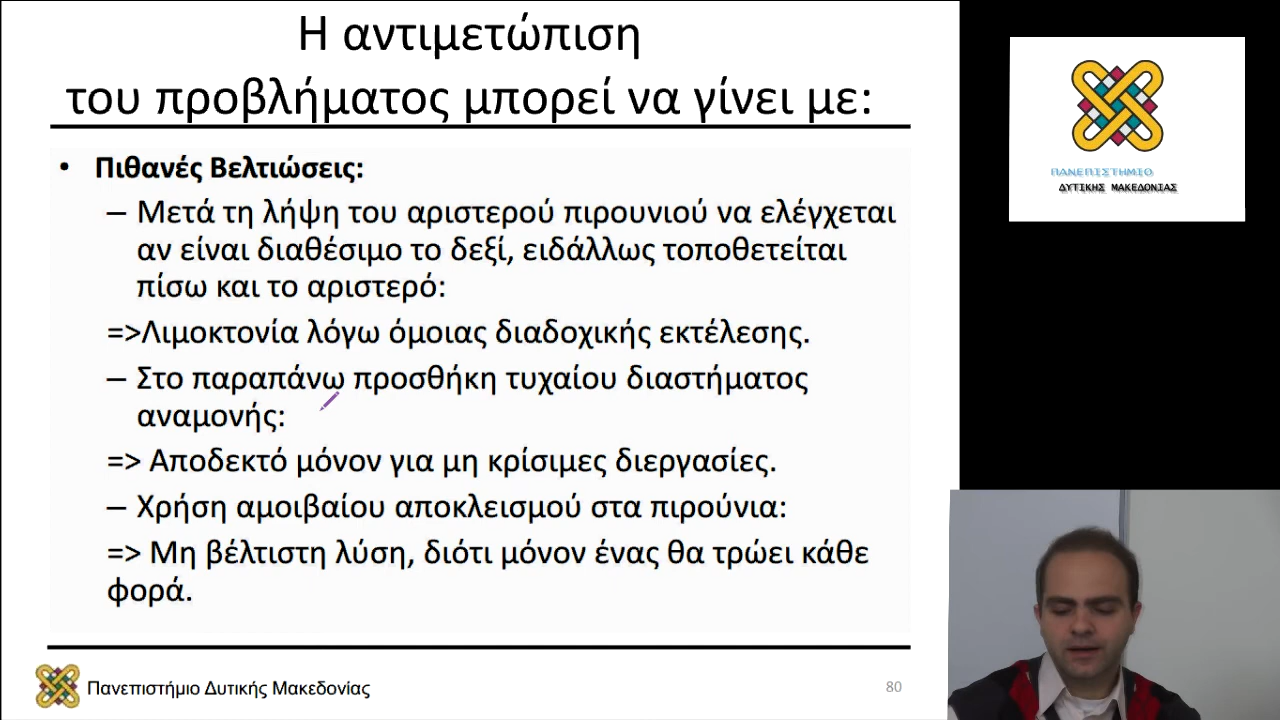 Η αντιμετώπιση
του προβλήματος μπορεί να γίνει με:
• Πιθανές Βελτιώσεις:
– Μετά τη λήψη του αριστερού πιρουνιού να ελέγχεται
αν είναι διαθέσιμο το δεξί, ειδάλλως τοποθετείται
πίσω και το αριστερό:
=>Λιμοκτονία λόγω όμοιας διαδοχικής εκτέλεσης.
– Στο παραπάνω προσθήκη τυχαίου διαστήματος
αναμονής:
=> Αποδεκτό μόνον για μη κρίσιμες διεργασίες.
– Χρήση αμοιβαίου αποκλεισμού στα πιρούνια:
=> Μη βέλτιστη λύση, διότι μόνον ένας θα τρώει κάθε
φορά.
Πανεπιστήμιο Δυτικής Μακεδονίας
80
ΠΑΝΕΠΙΣΤΗΜΙΟ
ΔΥΤΙΚΗΣ ΜΑΚΕΔΟΝΙΑΣ